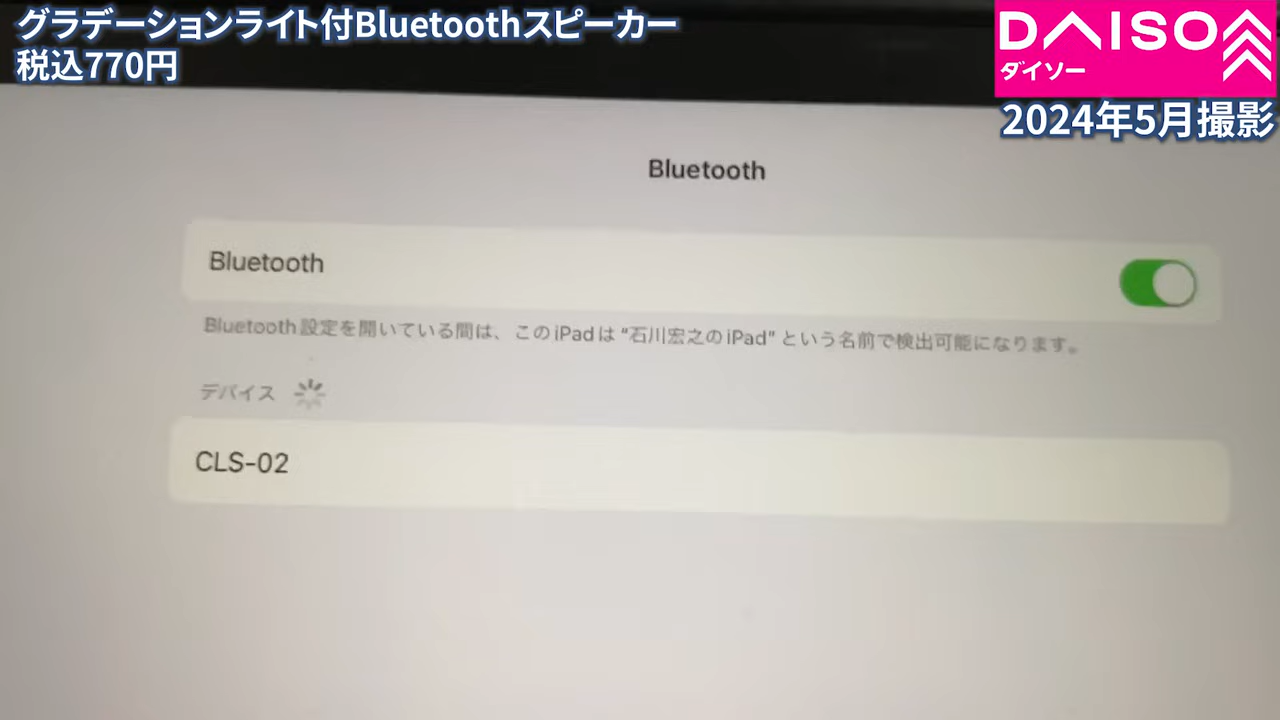 グラデーションライト付Bluetoothスピーカー
税込770円
DAISO
ダイソー
2024年5月撮影
Bluetooth
Bluetooth
Bluetooth設定を開いている間は、このiPadは“石川宏之のiPad”という名前で検出可能になります。
デバイス
CLS-02